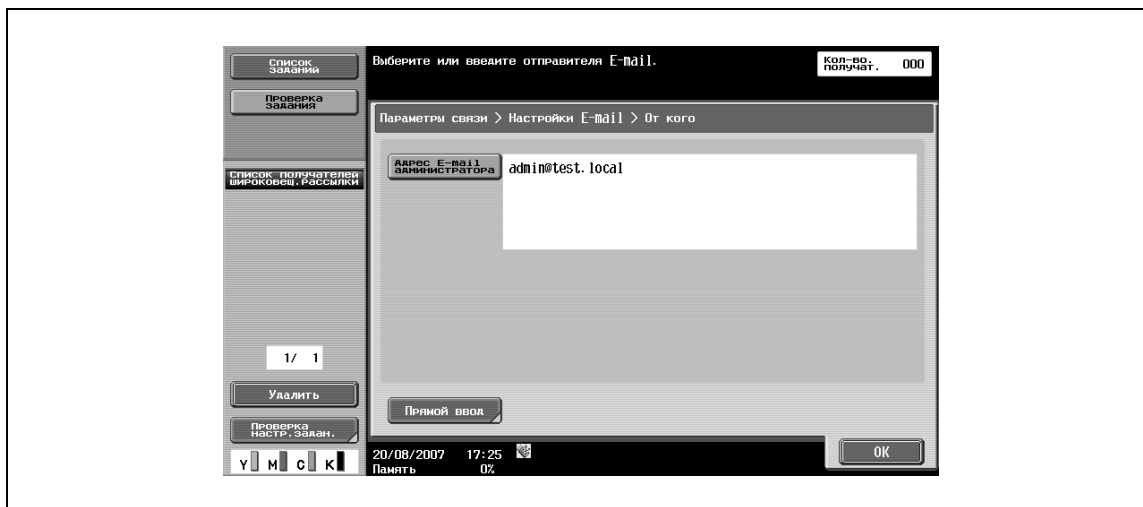 Список
заданий
Проверка
задания
Список получателей
широковещ.рассылки
1/ 1
Удалить
Проверка
настр.задан.
Y M C K
Выберите или введите отправителя E-mail.
Кол-во.
получат. 000
Параметры связи > Настройки E-mail > От кого
Адрес E-mail
администратора
admin@test.local
Прямой ввод
20/08/2007 17:25
Память 0%
OK